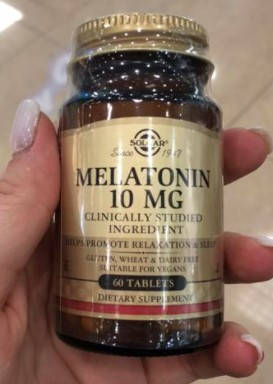 SOLGAR®
Since 1947
MELATONIN
10 MG
CLINICALLY STUDIED
INGREDIENT
HELPS PROMOTE RELAXATION & SLEEP
GLUTEN, WHEAT & DAIRY FREE
SUITABLE FOR VEGANS
60 TABLETS
DIETARY SUPPLEMENT